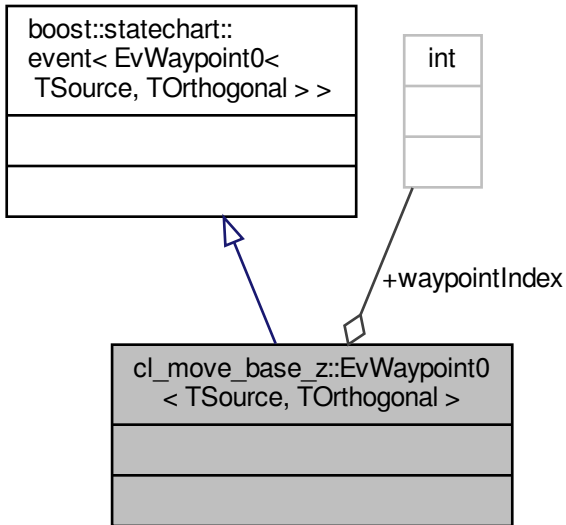 boost::statechart::
event< EvWaypoint0<
TSource, TOrthogonal > >
int
+waypointIndex
cl_move_base_z::EvWaypoint0
< TSource, TOrthogonal >